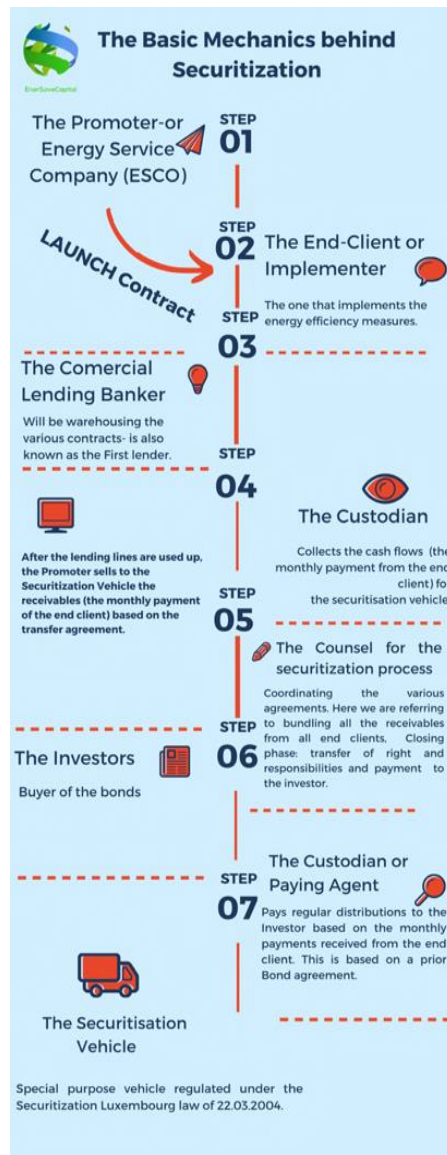 The Basic Mechanics behind
Securitization
EnerSaveCapital
The Promoter-or
Energy Service
Company (ESCO)
STEP
01
LAUNCH Contract
STEP
02
The End-Client or
Implementer
The one that implements the
energy efficiency measures.
STEP
03
The Comercial
Lending Banker
Will be warehousing the
various contracts- is also
known as the First lender.
STEP
04
The Custodian
Collects the cash flows (the
monthly payment from the end
client) fo
the securitisation vehicle
After the lending lines are used up,
the Promoter sells to the
Securitization Vehicle the
receivables (the monthly payment
of the end client) based on the
transfer agreement.
STEP
05
The Counsel for the
securitization process
Coordinating the various
agreements. Here we are referring
to bundling all the receivables
from all end clients, Closing
phase: transfer of right and
responsibilities and payment to
the investor.
STEP
06
The Investors
Buyer of the bonds
STEP
07
The Custodian or
Paying Agent
Pays regular distributions to the
Investor based on the monthly
payments received from the end
client. This is based on a prior
Bond agreement.
The Securitisation
Vehicle
Special purpose vehicle regulated under the
Securitization Luxembourg law of 22.03.2004.